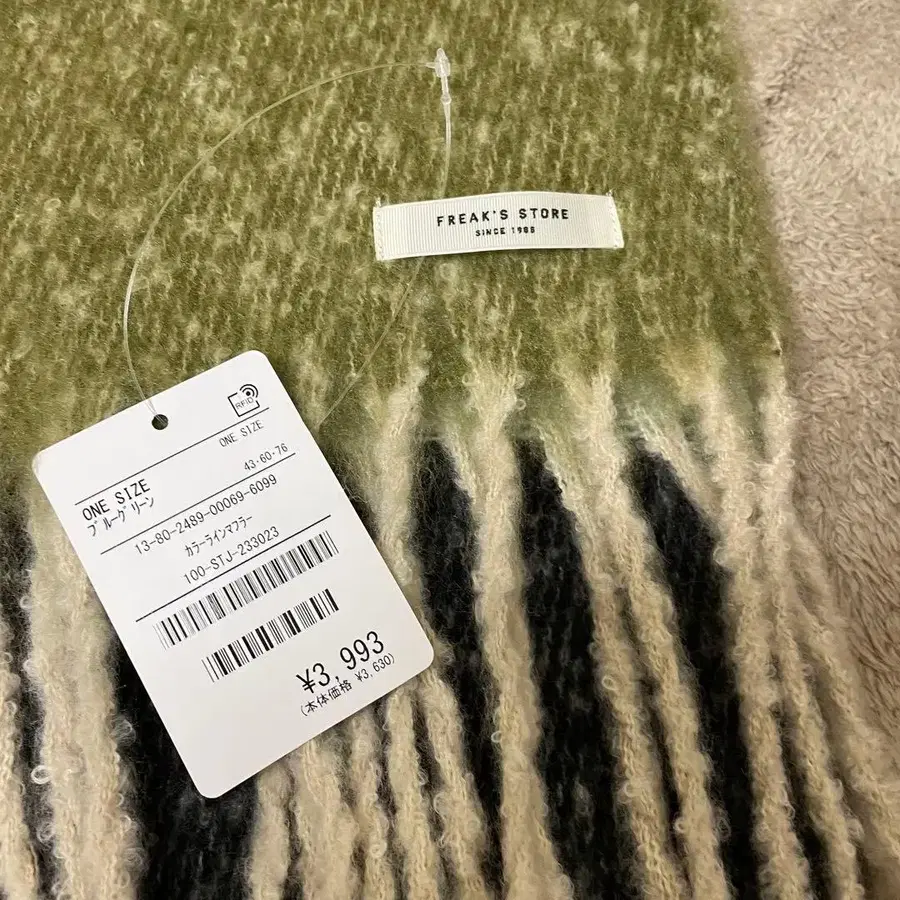 FREAK'S STORE
SINCE 1986
RFID
ONE SIZE
43-60-76
ONE SIZE
ブルーグリーン
13-80-2489-00069-6099
カラーラインマフラー
100-STJ-233023
¥3,993
(本体価格 ¥3,630)